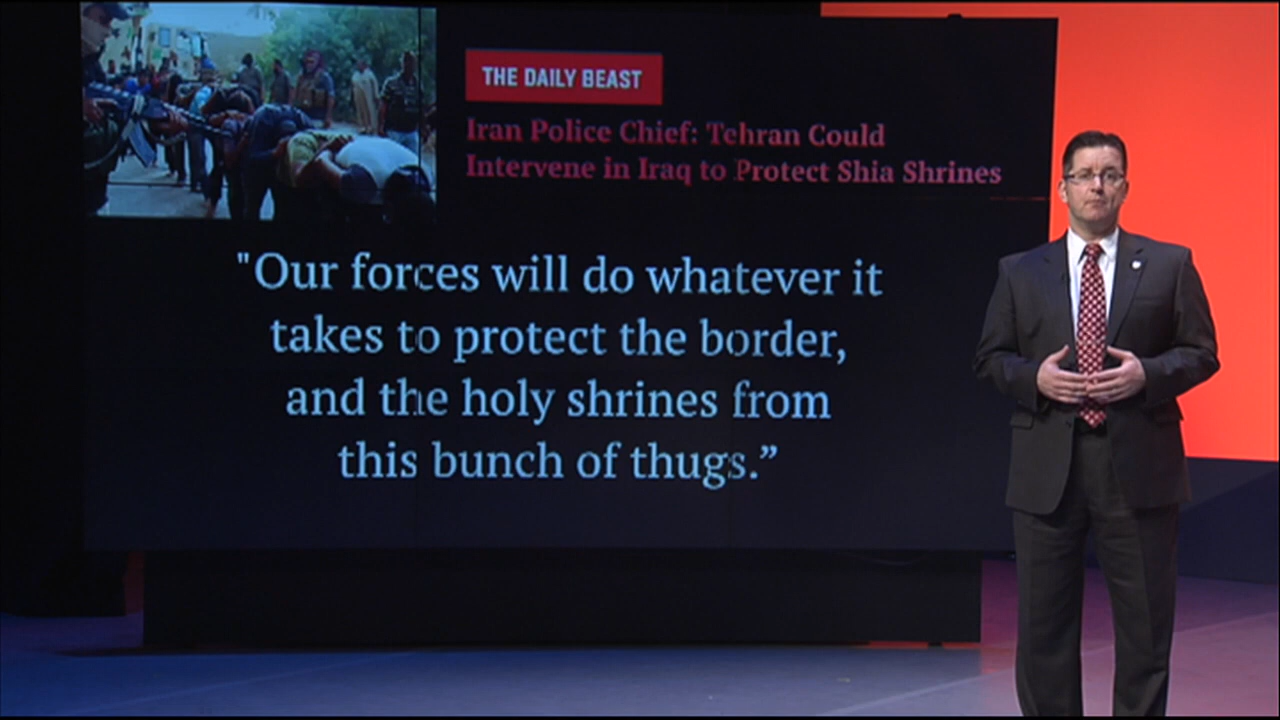 THE DAILY BEAST
Iran Police Chief: Tehran Could
Intervene in Iraq to Protect Shia Shrines
"Our forces will do whatever it
takes to protect the border,
and the holy shrines from
this bunch of thugs.”